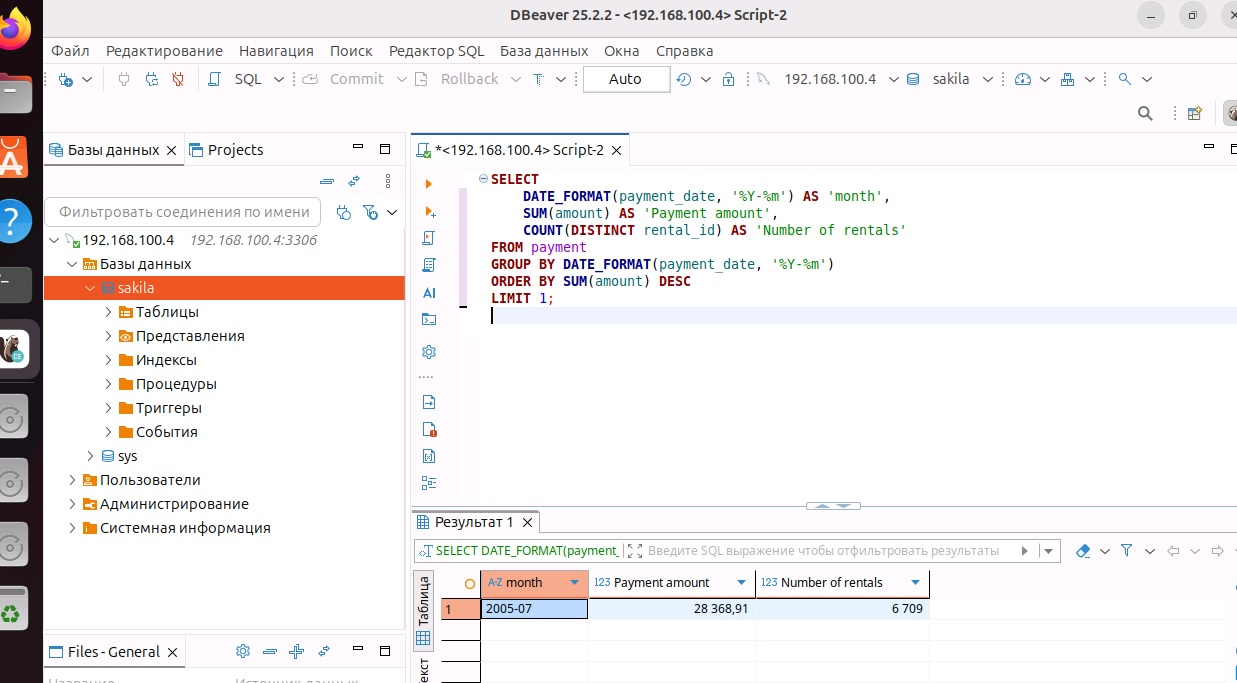 DBeaver 25.2.2 - <192.168.100.4> Script-2
Файл Редактирование Навигация Поиск Редактор SQL База данных Окна Справка
SQL Commit Rollback T Auto 192.168.100.4 sakila
Базы данных Projects
*<192.168.100.4> Script-2
Фильтровать соединения по имени
192.168.100.4 192.168.100.4:3306
Базы данных
sakila
Таблицы
Представления
Индексы
Процедуры
Триггеры
События
sys
Пользователи
Администрирование
Системная информация
Files - General
Название Источник данных
AI
SELECT
DATE_FORMAT(payment_date, '%Y-%m') AS 'month',
SUM(amount) AS 'Payment amount',
COUNT(DISTINCT rental_id) AS 'Number of rentals'
FROM payment
GROUP BY DATE_FORMAT(payment_date, '%Y-%m')
ORDER BY SUM(amount) DESC
LIMIT 1;
Результат 1
SELECT DATE_FORMAT(payment_ Введите SQL выражение чтобы отфильтровать результаты
Таблица
A-Z month 123 Payment amount 123 Number of rentals
1 2005-07 28 368,91 6 709